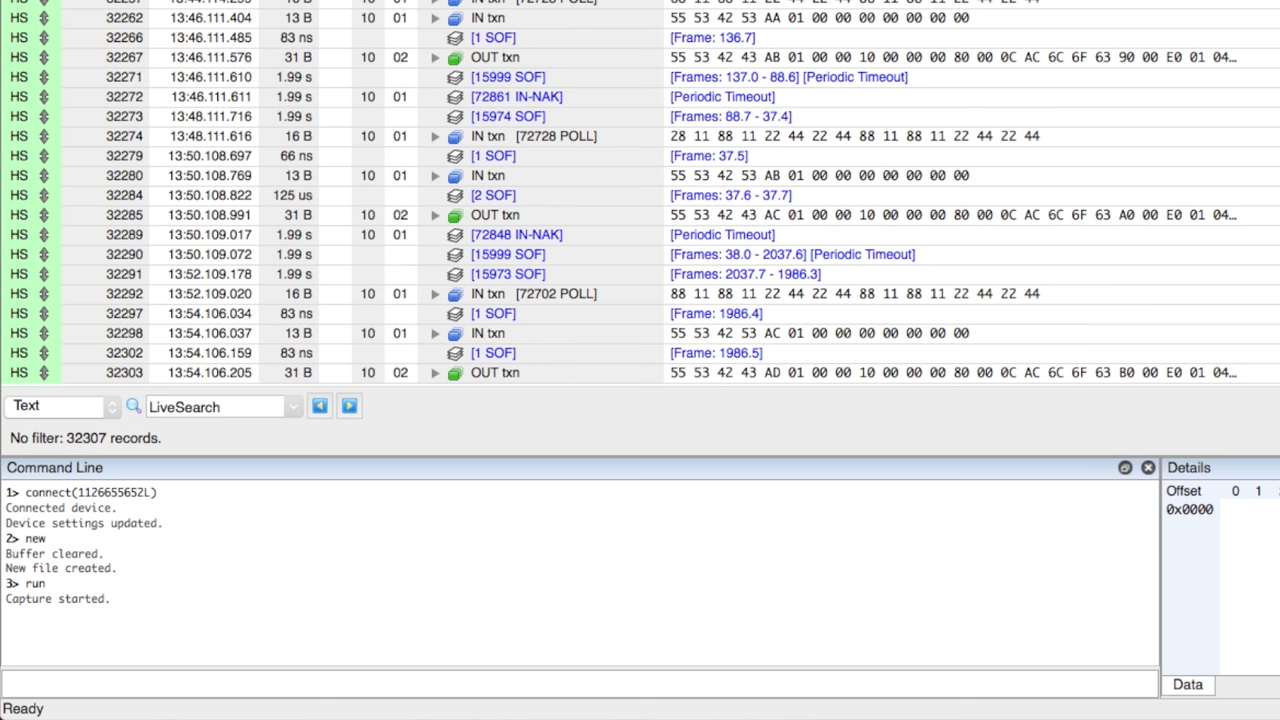 HS 32262 13:46.111.404 13 B 10 01 IN txn 55 53 42 53 AA 01 00 00 00 00 00 00 00
HS 32266 13:46.111.485 83 ns [1 SOF] [Frame: 136.7]
HS 32267 13:46.111.576 31 B 10 02 OUT txn 55 53 42 43 AB 01 00 00 10 00 00 00 80 00 0C AC 6C 6F 63 90 00 E0 01 04...
HS 32271 13:46.111.610 1.99 s [15999 SOF] [Frames: 137.0 - 88.6] [Periodic Timeout]
HS 32272 13:46.111.611 1.99 s 10 01 [72861 IN-NAK] [Periodic Timeout]
HS 32273 13:48.111.716 1.99 s [15974 SOF] [Frames: 88.7 - 37.4]
HS 32274 13:48.111.616 16 B 10 01 IN txn [72728 POLL] 28 11 88 11 22 44 22 44 88 11 88 11 22 44 22 44
HS 32279 13:50.108.697 66 ns [1 SOF] [Frame: 37.5]
HS 32280 13:50.108.769 13 B 10 01 IN txn 55 53 42 53 AB 01 00 00 00 00 00 00 00
HS 32284 13:50.108.822 125 us [2 SOF] [Frames: 37.6 - 37.7]
HS 32285 13:50.108.991 31 B 10 02 OUT txn 55 53 42 43 AC 01 00 00 10 00 00 00 80 00 0C AC 6C 6F 63 A0 00 E0 01 04...
HS 32289 13:50.109.017 1.99 s 10 01 [72848 IN-NAK] [Periodic Timeout]
HS 32290 13:50.109.072 1.99 s [15999 SOF] [Frames: 38.0 - 2037.6] [Periodic Timeout]
HS 32291 13:52.109.178 1.99 s [15973 SOF] [Frames: 2037.7 - 1986.3]
HS 32292 13:52.109.020 16 B 10 01 IN txn [72702 POLL] 88 11 88 11 22 44 22 44 88 11 88 11 22 44 22 44
HS 32297 13:54.106.034 83 ns [1 SOF] [Frame: 1986.4]
HS 32298 13:54.106.037 13 B 10 01 IN txn 55 53 42 53 AC 01 00 00 00 00 00 00 00
HS 32302 13:54.106.159 83 ns [1 SOF] [Frame: 1986.5]
HS 32303 13:54.106.205 31 B 10 02 OUT txn 55 53 42 43 AD 01 00 00 10 00 00 00 80 00 0C AC 6C 6F 63 B0 00 E0 01 04...
Text LiveSearch
No filter: 32307 records.
Command Line
1> connect(1126655652L)
Connected device.
Device settings updated.
2> new
Buffer cleared.
New file created.
3> run
Capture started.
Details
Offset 0 1
0x0000
Data
Ready